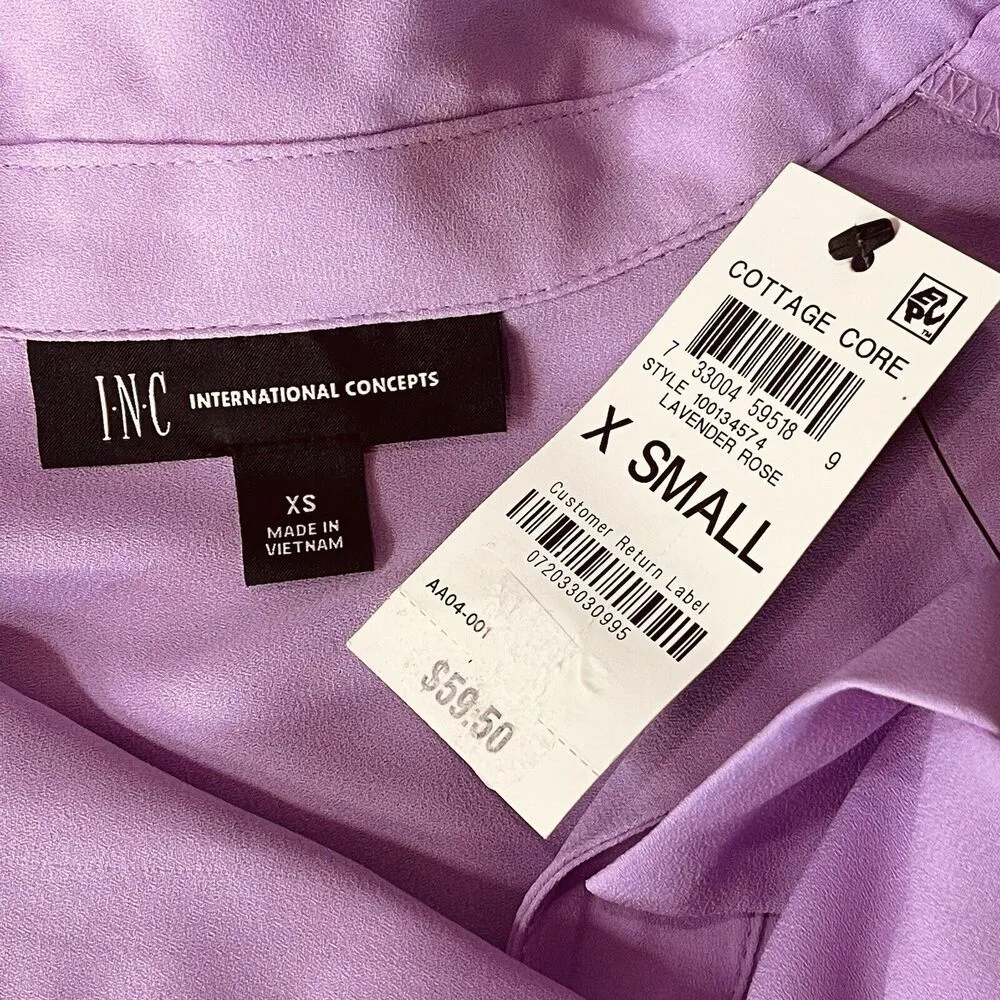 I·N·C INTERNATIONAL CONCEPTS
XS
MADE IN
VIETNAM
COTTAGE CORE
EPC™
7 33004 59518 9
STYLE 100134574
LAVENDER ROSE
X SMALL
Customer Return Label
072033030995
AA04-001
$59.50